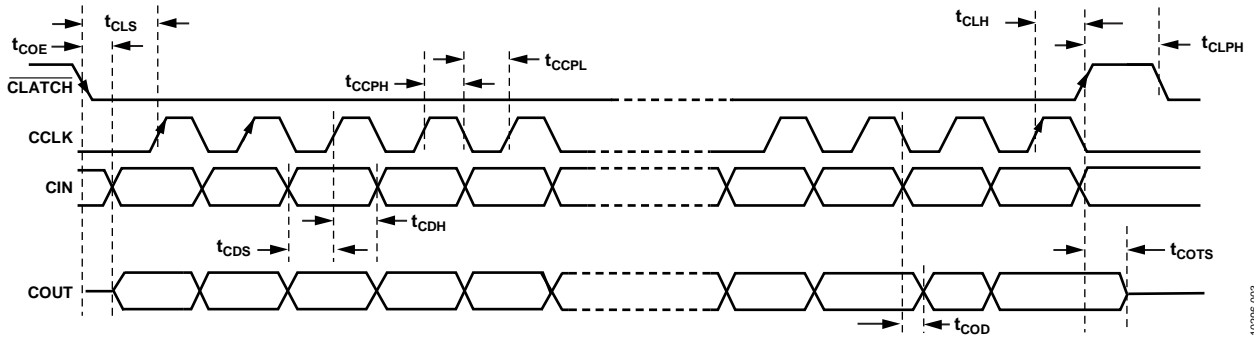 tCLS
tCLH
tCOE
tCLPH
tCCPL
tCCPH
CLATCH
CCLK
CIN
tCDH
tCDS
tCOTS
COUT
tCOD